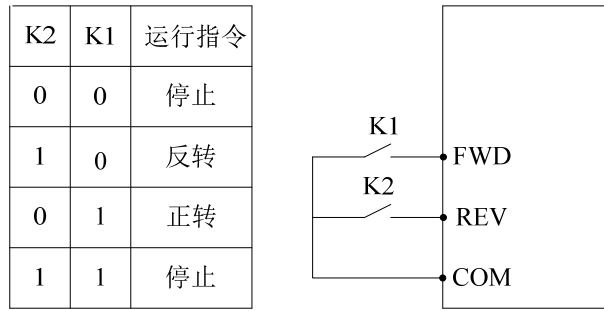 K2 K1 运行指令
0 0 停止
1 0 反转
0 1 正转
1 1 停止
K1
FWD
K2
REV
COM